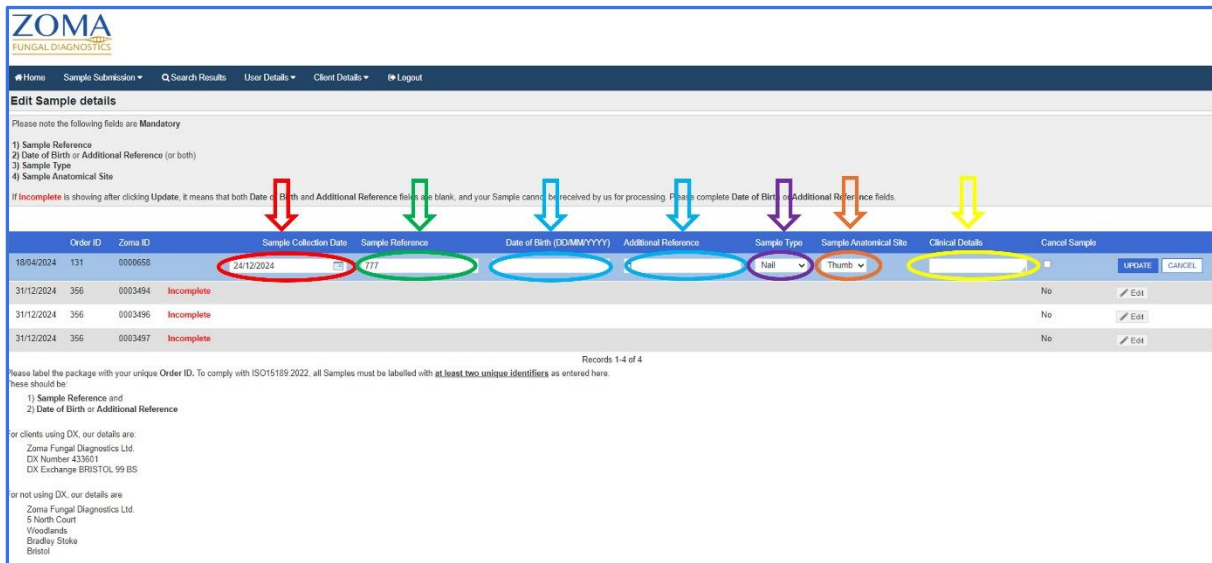 ZOMA
FUNGAL DIAGNOSTICS
Home Sample Submission Search Results User Details Client Details Logout
Edit Sample details
Please note the following fields are Mandatory
1) Sample Reference
2) Date of Birth or Additional Reference (or both)
3) Sample Type
4) Sample Anatomical Site
If Incomplete is showing after clicking Update, it means that both Date of Birth and Additional Reference fields are blank, and your Sample cannot be received by us for processing. Please complete Date of Birth or Additional Reference fields.
Order ID Zoma ID Sample Collection Date Sample Reference Date of Birth (DD/MM/YYYY) Additional Reference Sample Type Sample Anatomical Site Clinical Details Cancel Sample
18/04/2024 131 0000658 24/12/2024 777 Nail Thumb UPDATE CANCEL
31/12/2024 356 0003494 Incomplete No Edit
31/12/2024 356 0003496 Incomplete No Edit
31/12/2024 356 0003497 Incomplete No Edit
Records 1-4 of 4
Please label the package with your unique Order ID. To comply with ISO15189:2022, all Samples must be labelled with at least two unique identifiers as entered here.
These should be:
1) Sample Reference and
2) Date of Birth or Additional Reference
For clients using DX, our details are:
Zoma Fungal Diagnostics Ltd.
DX Number 433601
DX Exchange BRISTOL 99 BS
For not using DX, our details are
Zoma Fungal Diagnostics Ltd.
5 North Court
Woodlands
Bradley Stoke
Bristol